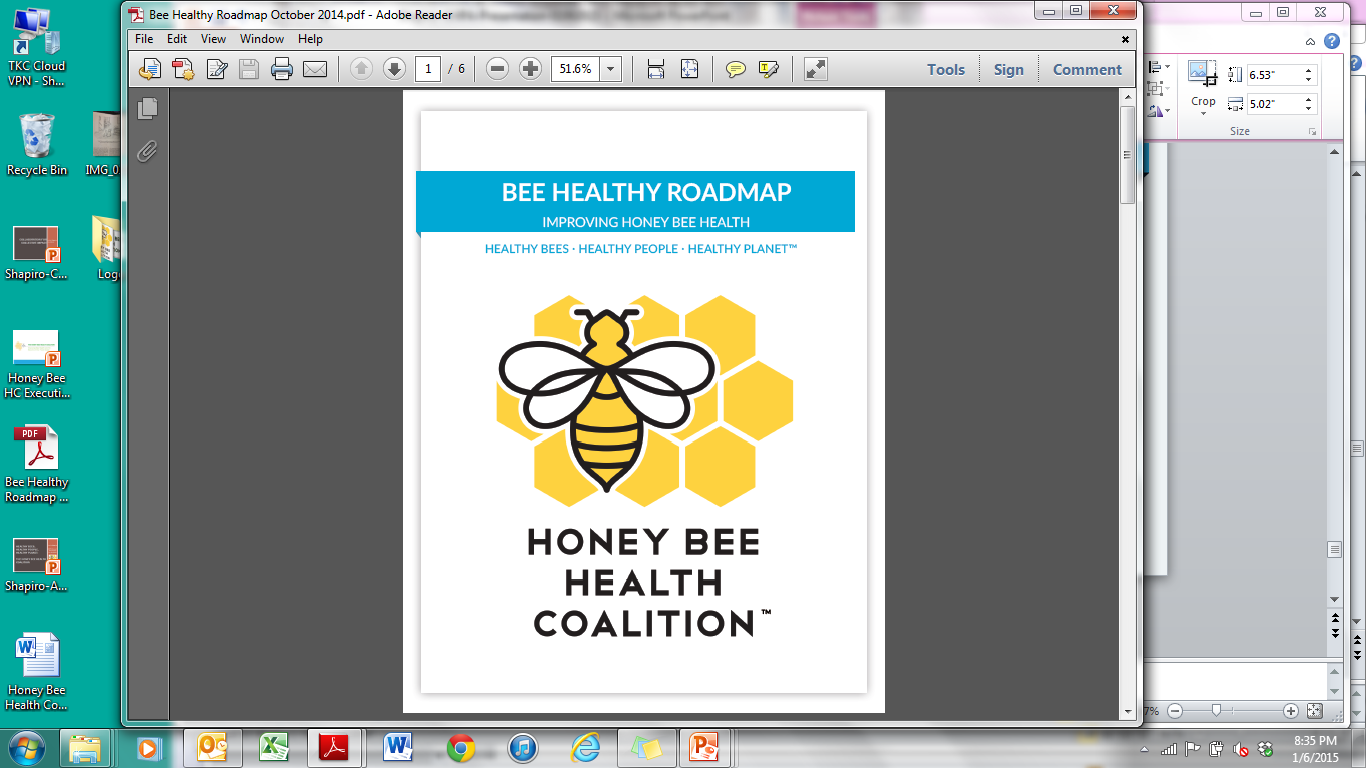 Bee Healthy Roadmap October 2014.pdf - Adobe Reader
File Edit View Window Help
1 / 6
51.6%
Tools Sign Comment
BEE HEALTHY ROADMAP
IMPROVING HONEY BEE HEALTH
HEALTHY BEES · HEALTHY PEOPLE · HEALTHY PLANET™
HONEY BEE
HEALTH
COALITION™
TKC Cloud
VPN - Sh...
Recycle Bin
IMG_0
Shapiro-C...
Logo
Honey Bee
HC Executi...
PDF
Bee Healthy
Roadmap ...
Shapiro-A...
Honey Bee
Health Co...
6.53"
Crop
5.02"
Size
7%
8:35 PM
1/6/2015